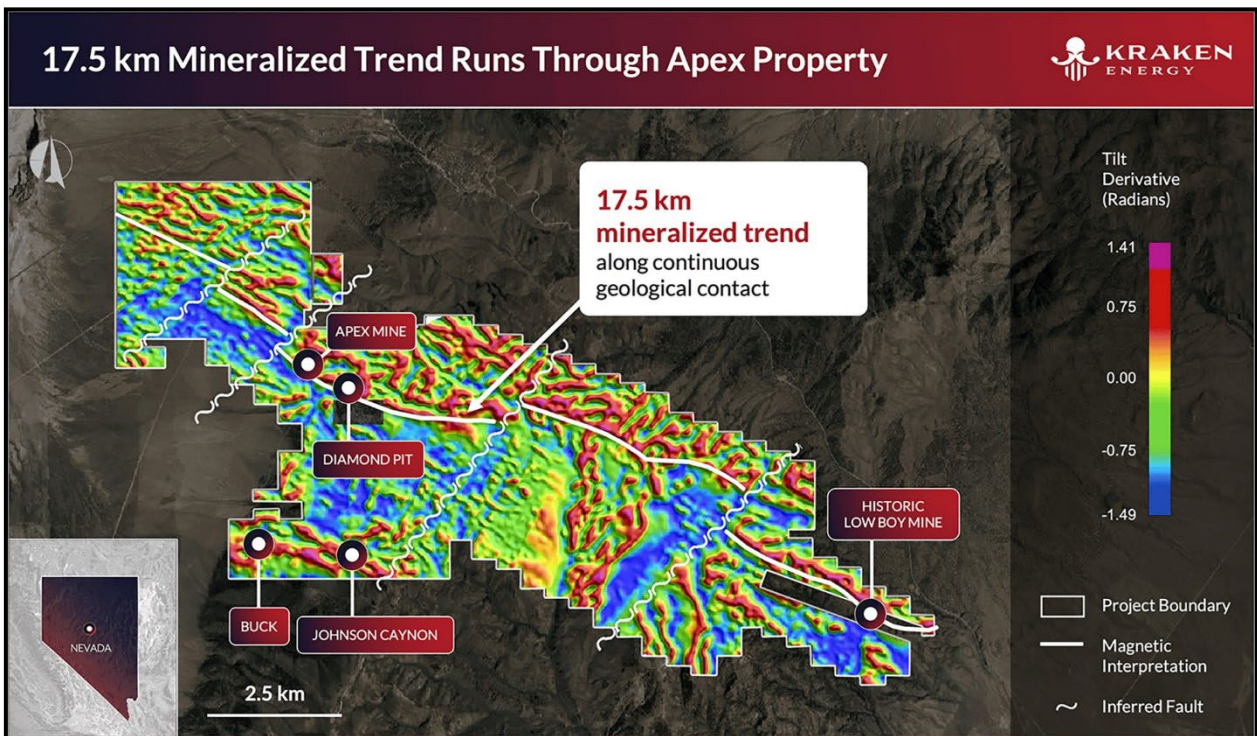 17.5 km Mineralized Trend Runs Through Apex Property
KRAKEN
ENERGY
17.5 km
mineralized trend
along continuous
geological contact
Tilt
Derivative
(Radians)
1.41
0.75
0.00
-0.75
-1.49
APEX MINE
DIAMOND PIT
HISTORIC
LOW BOY MINE
BUCK
JOHNSON CAYNON
NEVADA
2.5 km
Project Boundary
Magnetic
Interpretation
Inferred Fault